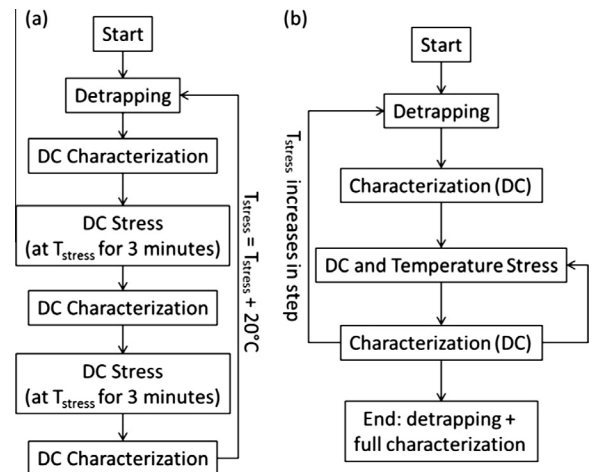 (a)
Start
Detrapping
DC Characterization
DC Stress
(at Tstress for 3 minutes)
DC Characterization
DC Stress
(at Tstress for 3 minutes)
DC Characterization
Tstress = Tstress + 20°C
(b)
Start
Detrapping
Characterization (DC)
DC and Temperature Stress
Characterization (DC)
End: detrapping +
full characterization
Tstress increases in step